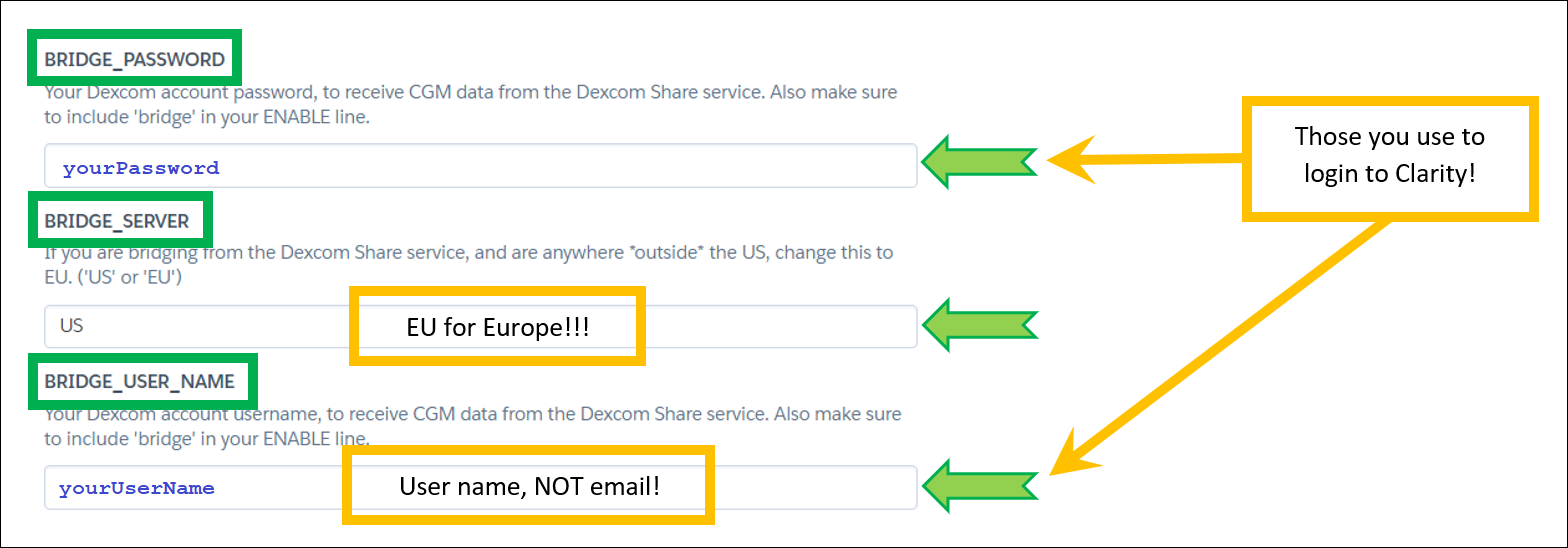 BRIDGE_PASSWORD
Your Dexcom account password, to receive CGM data from the Dexcom Share service. Also make sure
to include 'bridge' in your ENABLE line.
yourPassword
Those you use to
login to Clarity!
BRIDGE_SERVER
If you are bridging from the Dexcom Share service, and are anywhere *outside* the US, change this to
EU. ('US' or 'EU')
US
EU for Europe!!!
BRIDGE_USER_NAME
Your Dexcom account username, to receive CGM data from the Dexcom Share service. Also make sure
to include 'bridge' in your ENABLE line.
yourUserName
User name, NOT email!